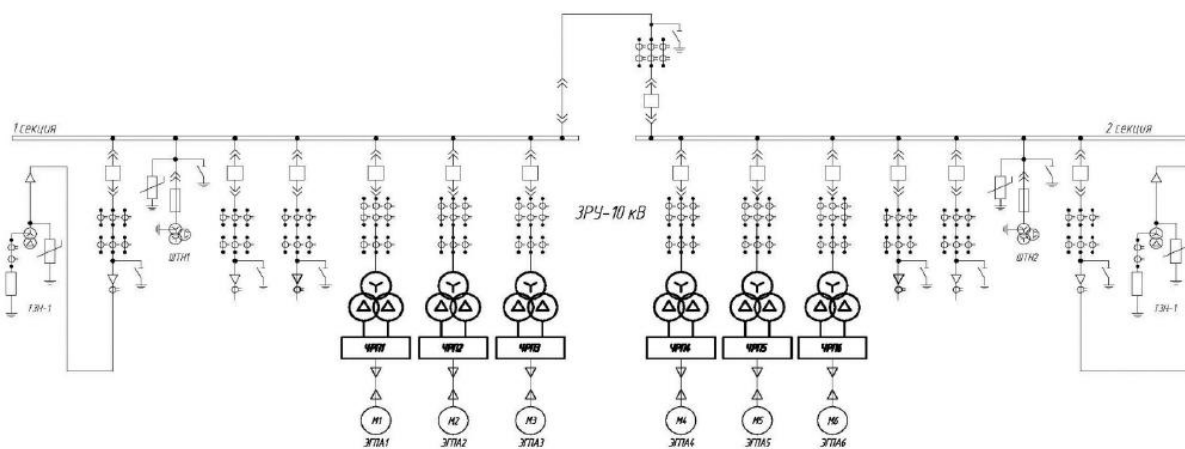 1 секция
2 секция
ЗРУ-10 кВ
ШТН1
ШТН2
ТЗН-1
ТЗН-1
ЧРП1
ЧРП2
ЧРП3
ЧРП4
ЧРП5
ЧРП6
М1
М2
М3
М4
М5
М6
ЭГПА1
ЭГПА2
ЭГПА3
ЭГПА4
ЭГПА5
ЭГПА6